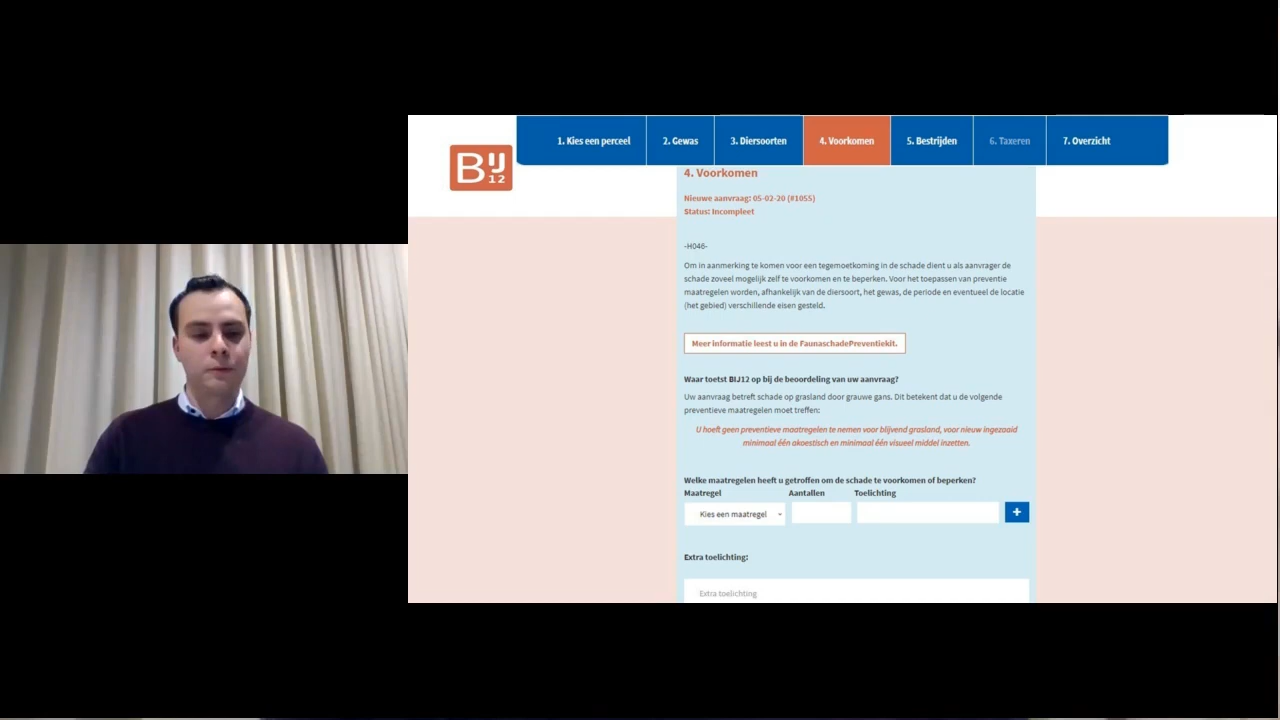 BIJ
12
1. Kies een perceel
2. Gewas
3. Diersoorten
4. Voorkomen
5. Bestrijden
6. Taxeren
7. Overzicht
4. Voorkomen
Nieuwe aanvraag: 05-02-20 (#1055)
Status: Incompleet
-H046-
Om in aanmerking te komen voor een tegemoetkoming in de schade dient u als aanvrager de
schade zoveel mogelijk zelf te voorkomen en te beperken. Voor het toepassen van preventie
maatregelen worden, afhankelijk van de diersoort, het gewas, de periode en eventueel de locatie
(het gebied) verschillende eisen gesteld.
Meer informatie leest u in de FaunaschadePreventiekit.
Waar toetst BIJ12 op bij de beoordeling van uw aanvraag?
Uw aanvraag betreft schade op grasland door grauwe gans. Dit betekent dat u de volgende
preventieve maatregelen moet treffen:
U hoeft geen preventieve maatregelen te nemen voor blijvend grasland, voor nieuw ingezaaid
minimaal één akoestisch en minimaal één visueel middel inzetten.
Welke maatregelen heeft u getroffen om de schade te voorkomen of beperken?
Maatregel Aantallen Toelichting
Kies een maatregel +
Extra toelichting:
Extra toelichting